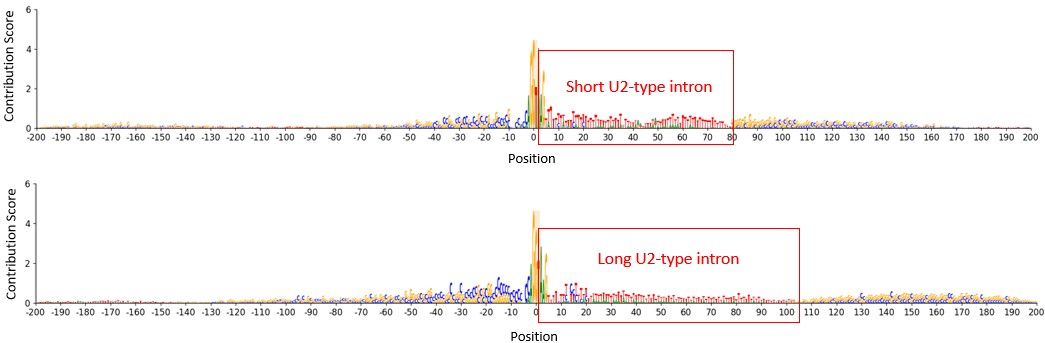 6
4
2
0
Contribution Score
Short U2-type intron
-200 -190 -180 -170 -160 -150 -140 -130 -120 -110 -100 -90 -80 -70 -60 -50 -40 -30 -20 -10 0 10 20 30 40 50 60 70 80 90 100 110 120 130 140 150 160 170 180 190 200
Position
6
4
2
0
Contribution Score
Long U2-type intron
-200 -190 -180 -170 -160 -150 -140 -130 -120 -110 -100 -90 -80 -70 -60 -50 -40 -30 -20 -10 0 10 20 30 40 50 60 70 80 90 100 110 120 130 140 150 160 170 180 190 200
Position